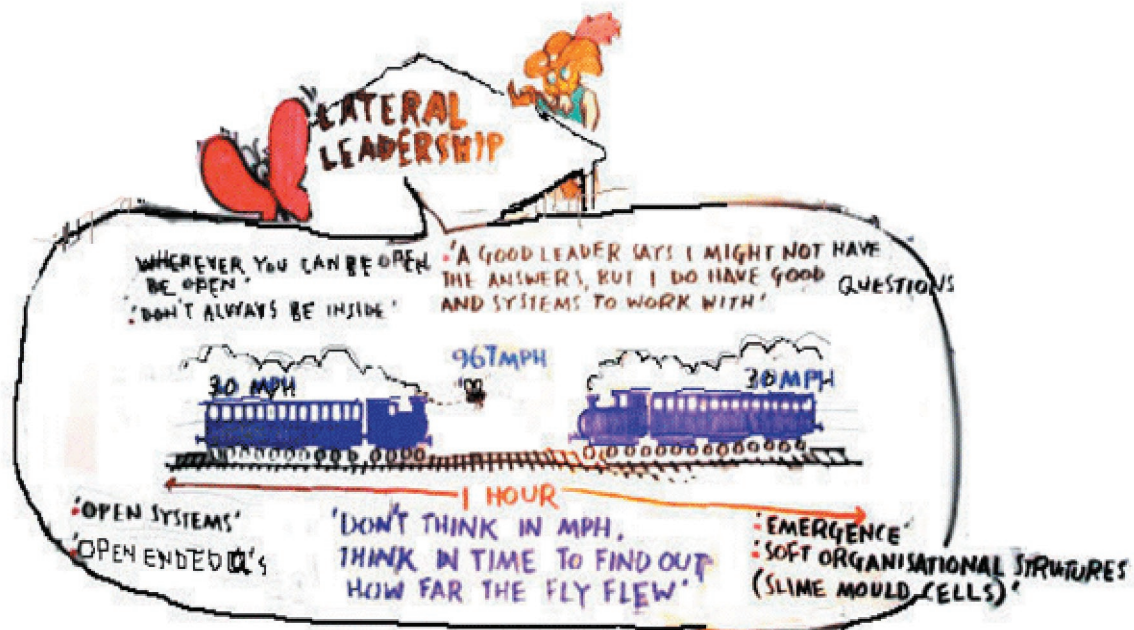 LATERAL
LEADERSHIP
WHEREVER YOU CAN BE OPEN
BE OPEN'
'DON'T ALWAYS BE INSIDE'
'A GOOD LEADER SAYS I MIGHT NOT HAVE
THE ANSWERS, BUT I DO HAVE GOOD QUESTIONS
AND SYSTEMS TO WORK WITH'
30 MPH
967MPH
30MPH
1 HOUR
'OPEN SYSTEMS'
'OPEN ENDED Q's
'DON'T THINK IN MPH,
THINK IN TIME TO FIND OUT
HOW FAR THE FLY FLEW'
'EMERGENCE'
'SOFT ORGANISATIONAL STRUTURES
(SLIME MOULD CELLS)'